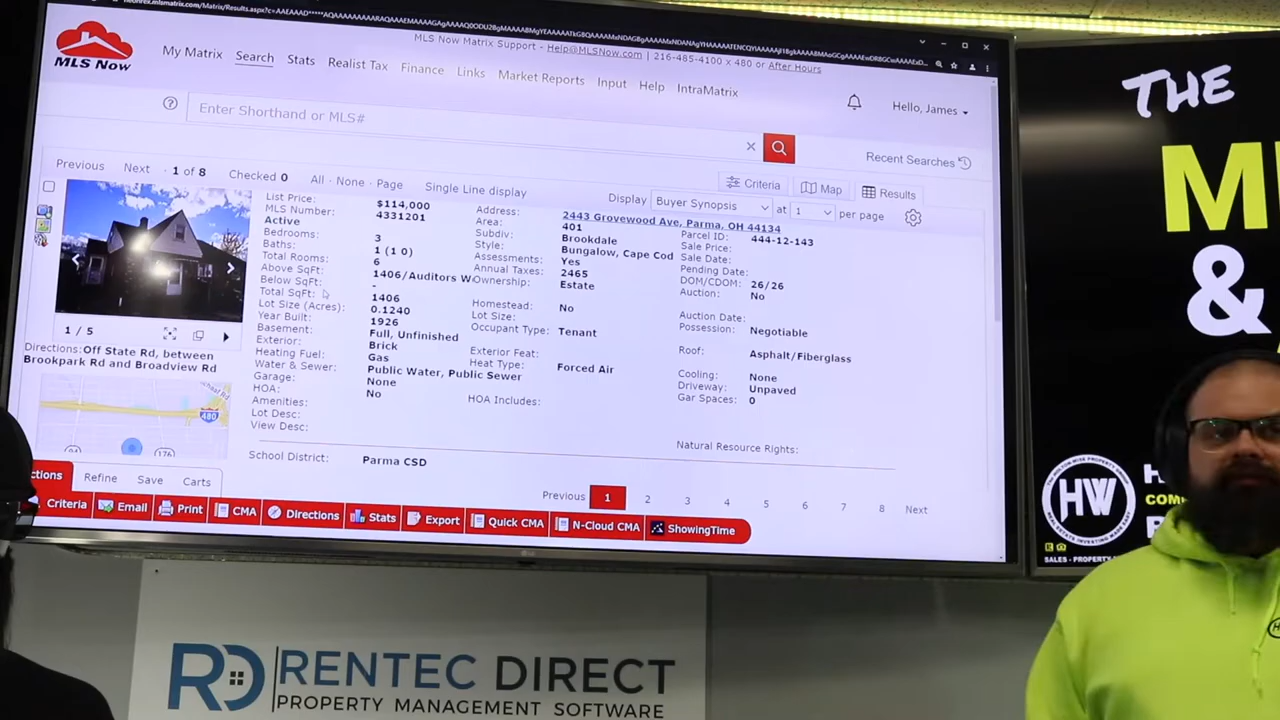 MLS Now Matrix Support - Help@MLSNow.com | 216-485-4100 x 480 or After Hours
MLS Now
My Matrix Search Stats Realist Tax Finance Links Market Reports Input Help IntraMatrix
Hello, James
Enter Shorthand or MLS#
Recent Searches
Previous Next · 1 of 8 Checked 0 All · None · Page Single Line display
Criteria Map Results
Display Buyer Synopsis at 1 per page
List Price: $114,000
MLS Number: 4331201 Address: 2443 Grovewood Ave, Parma, OH 44134
Active Area: 401 Parcel ID: 444-12-143
Bedrooms: 3 Subdiv: Brookdale Sale Price:
Baths: 1 (1 0) Style: Bungalow, Cape Cod Sale Date:
Total Rooms: 6 Assessments: Yes Pending Date:
Above SqFt: 1406/Auditors W Annual Taxes: 2465 DOM/CDOM: 26/26
Below SqFt: - Ownership: Estate Auction: No
Total SqFt: 1406
Lot Size (Acres): 0.1240 Homestead: No Auction Date:
Year Built: 1926 Lot Size: Possession: Negotiable
Basement: Full, Unfinished Occupant Type: Tenant
Exterior: Brick Exterior Feat: Roof: Asphalt/Fiberglass
Heating Fuel: Gas Heat Type: Forced Air Cooling: None
Water & Sewer: Public Water, Public Sewer Driveway: Unpaved
Garage: None Gar Spaces: 0
HOA: No HOA Includes:
Amenities:
Lot Desc:
View Desc:
Natural Resource Rights:
School District: Parma CSD
1 / 5
Directions: Off State Rd, between
Brookpark Rd and Broadview Rd
480
176
Refine Save Carts
Previous 1 2 3 4 5 6 7 8 Next
Criteria Email Print CMA Directions Stats Export Quick CMA N-Cloud CMA ShowingTime
THE
M
&
HW
RD RENTEC DIRECT
PROPERTY MANAGEMENT SOFTWARE